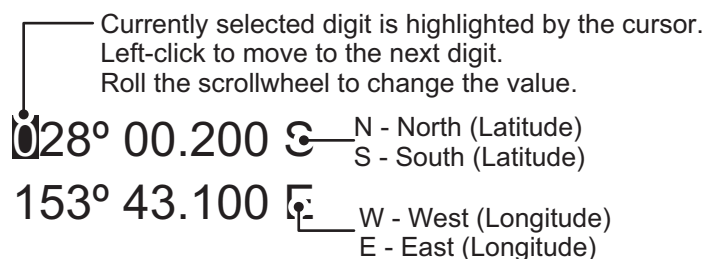 Currently selected digit is highlighted by the cursor.
Left-click to move to the next digit.
Roll the scrollwheel to change the value.
028º 00.200 S
N - North (Latitude)
S - South (Latitude)
153º 43.100 E
W - West (Longitude)
E - East (Longitude)